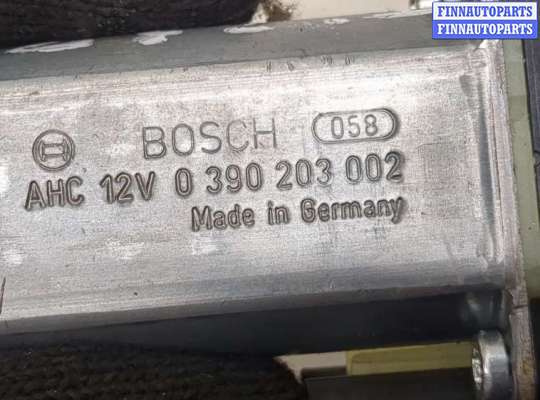 FINNAUTOPARTS
FINNAUTOPARTS
BOSCH 058
AHC 12V 0 390 203 002
Made in Germany